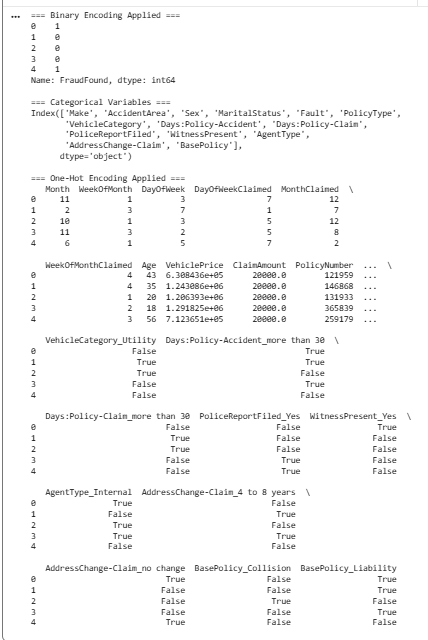 ... === Binary Encoding Applied ===
0 1
1 0
2 0
3 0
4 1
Name: FraudFound, dtype: int64
=== Categorical Variables ===
Index(['Make', 'AccidentArea', 'Sex', 'MaritalStatus', 'Fault', 'PolicyType',
'VehicleCategory', 'Days:Policy-Accident', 'Days:Policy-Claim',
'PoliceReportFiled', 'WitnessPresent', 'AgentType',
'AddressChange-Claim', 'BasePolicy'],
dtype='object')
=== One-Hot Encoding Applied ===
Month WeekOfMonth DayOfWeek DayOfWeekClaimed MonthClaimed \
0 11 1 3 7 12
1 2 3 7 1 7
2 10 1 3 5 12
3 11 3 2 5 8
4 6 1 5 7 2
WeekOfMonthClaimed Age VehiclePrice ClaimAmount PolicyNumber ... \
0 4 43 6.308436e+05 20000.0 121959 ...
1 4 35 1.243086e+06 20000.0 146868 ...
2 1 20 1.206393e+06 20000.0 131933 ...
3 2 18 1.291825e+06 20000.0 365839 ...
4 3 56 7.123651e+05 20000.0 259179 ...
VehicleCategory_Utility Days:Policy-Accident_more than 30 \
0 False True
1 True True
2 True False
3 False True
4 False False
Days:Policy-Claim_more than 30 PoliceReportFiled_Yes WitnessPresent_Yes \
0 False False True
1 True False False
2 True False False
3 False True False
4 False True False
AgentType_Internal AddressChange-Claim_4 to 8 years \
0 True False
1 False True
2 True False
3 True True
4 False False
AddressChange-Claim_no change BasePolicy_Collision BasePolicy_Liability
0 True False True
1 False False True
2 False True False
3 False False True
4 True False True